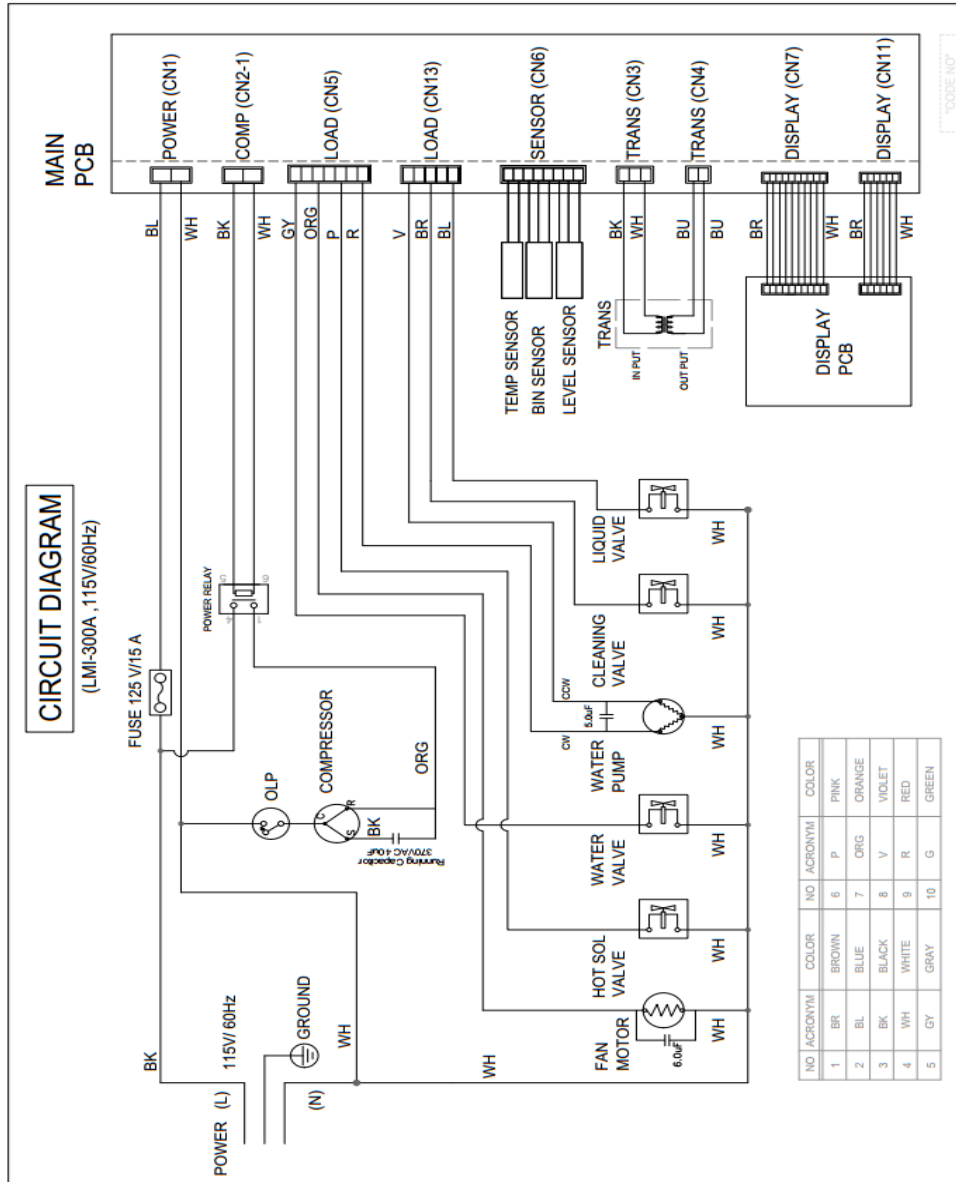 CIRCUIT DIAGRAM
(LMI-300A ,115V/60Hz)
MAIN
PCB
POWER (CN1)
COMP (CN2-1)
LOAD (CN5)
LOAD (CN13)
SENSOR (CN6)
TRANS (CN3)
TRANS (CN4)
DISPLAY (CN7)
DISPLAY (CN11)
BL
WH
BK
WH
GY
ORG
P
R
V
BR
BL
BK
WH
BU
BU
BR
WH
BR
WH
TEMP SENSOR
BIN SENSOR
LEVEL SENSOR
TRANS
IN PUT
OUT PUT
DISPLAY
PCB
FUSE 125 V/15 A
POWER RELAY
OLP
COMPRESSOR
C
S
R
BK
ORG
Running Capacitor
370VAC 4 0uF
BK
POWER (L)
115V/ 60Hz
GROUND
(N)
WH
WH
FAN
MOTOR
6.0uF
WH
HOT SOL
VALVE
WH
WATER
VALVE
WH
WATER
PUMP
CW
CCW
5.0uF
WH
CLEANING
VALVE
WH
LIQUID
VALVE
WH
NO ACRONYM COLOR NO ACRONYM COLOR
1 BR BROWN 6 P PINK
2 BL BLUE 7 ORG ORANGE
3 BK BLACK 8 V VIOLET
4 WH WHITE 9 R RED
5 GY GRAY 10 G GREEN
"CODE NO"